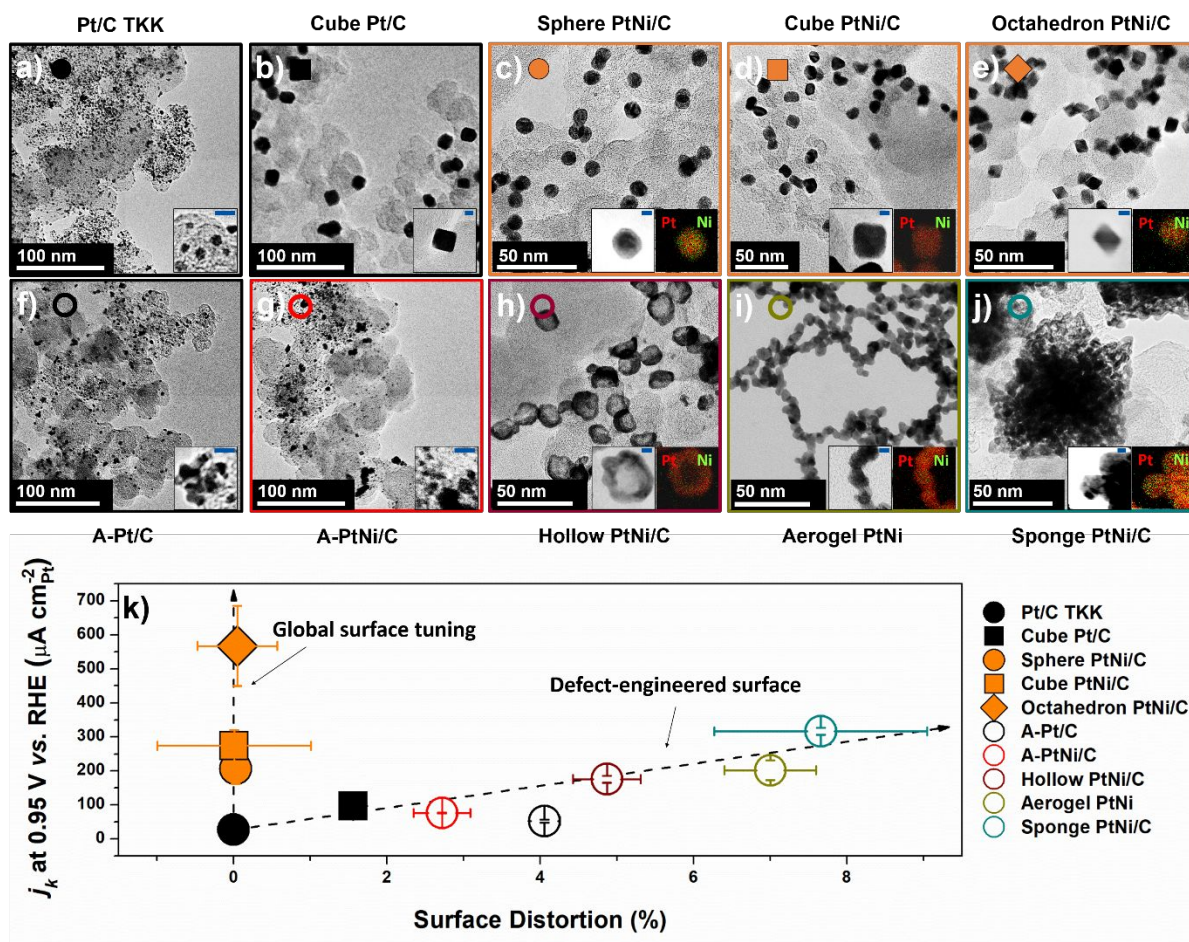 Pt/C TKK
Cube Pt/C
Sphere PtNi/C
Cube PtNi/C
Octahedron PtNi/C
a)
100 nm
b)
100 nm
c)
Pt
Ni
50 nm
d)
Pt
Ni
50 nm
e)
Pt
Ni
50 nm
f)
100 nm
g)
100 nm
h)
Pt
Ni
50 nm
i)
Pt
Ni
50 nm
j)
Pt
Ni
50 nm
A-Pt/C
A-PtNi/C
Hollow PtNi/C
Aerogel PtNi
Sponge PtNi/C
k)
jk at 0.95 V vs. RHE (µA cm-2Pt)
700
600
500
400
300
200
100
0
Global surface tuning
Defect-engineered surface
0
2
4
6
8
Surface Distortion (%)
Pt/C TKK
Cube Pt/C
Sphere PtNi/C
Cube PtNi/C
Octahedron PtNi/C
A-Pt/C
A-PtNi/C
Hollow PtNi/C
Aerogel PtNi
Sponge PtNi/C